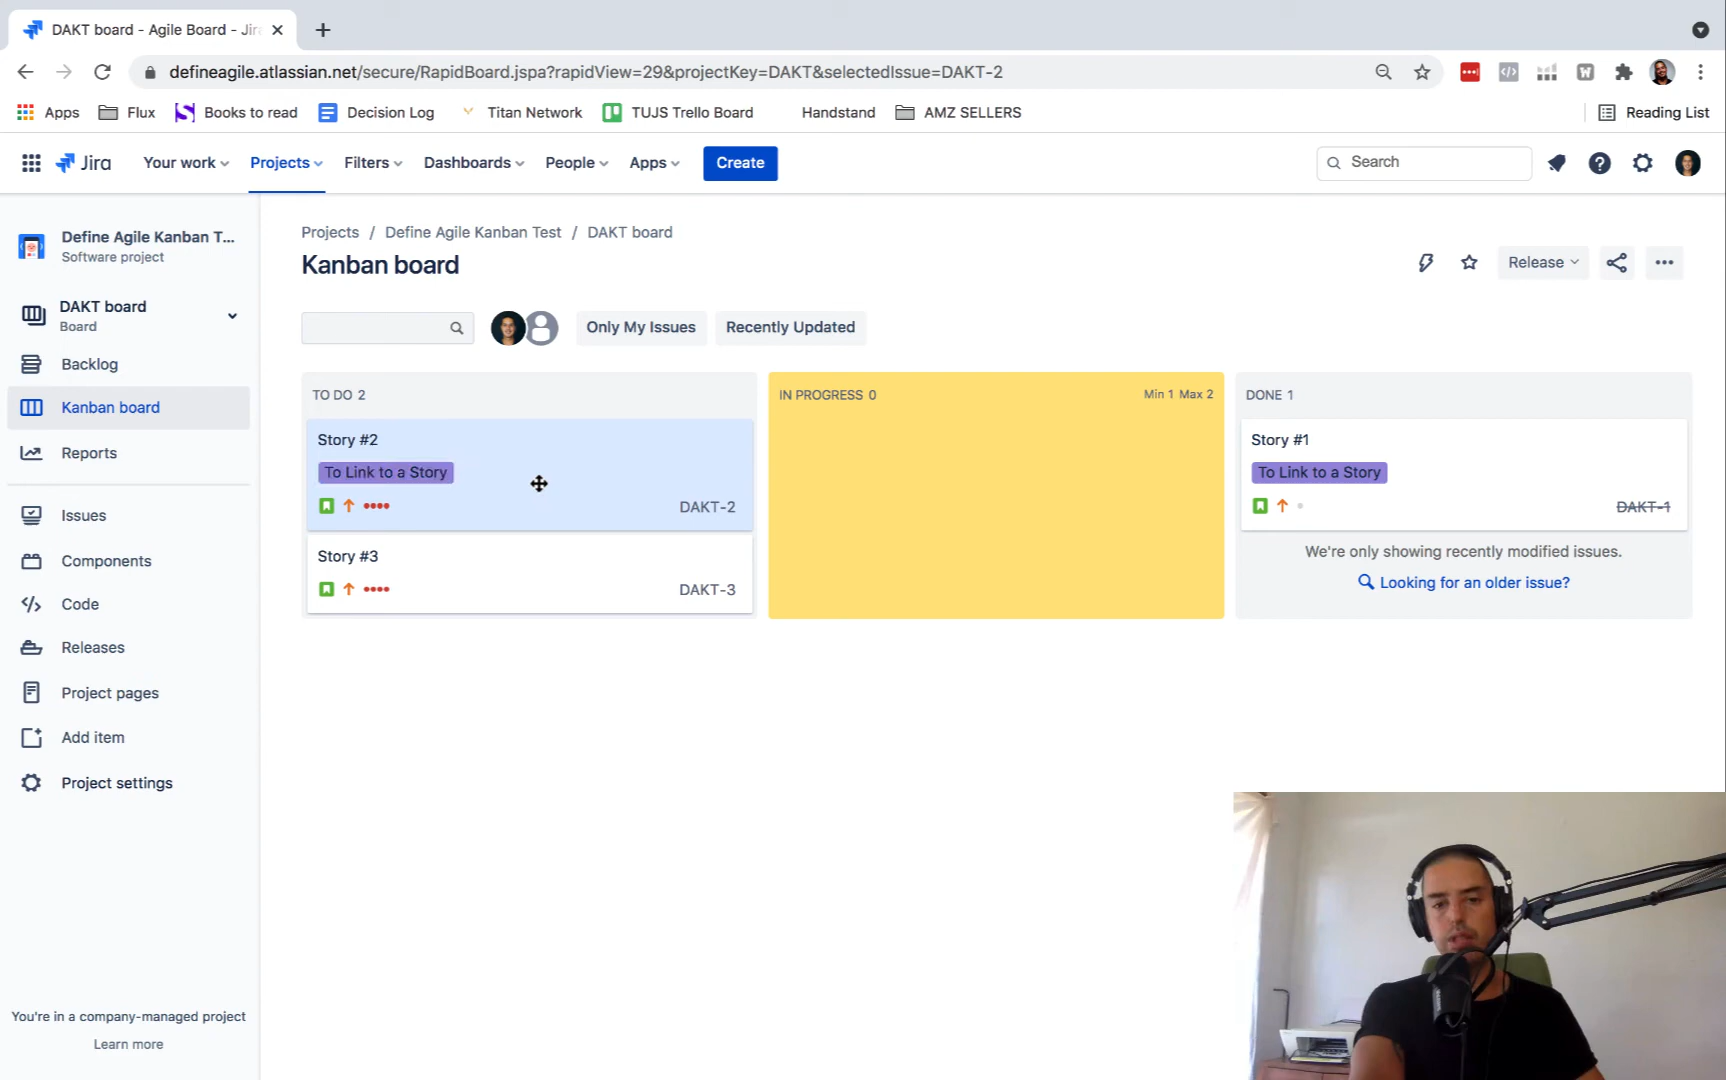 DAKT board - Agile Board - Jir
defineagile.atlassian.net/secure/RapidBoard.jspa?rapidView=29&projectKey=DAKT&selectedIssue=DAKT-2
Apps Flux Books to read Decision Log Titan Network TUJS Trello Board Handstand AMZ SELLERS Reading List
Jira Your work Projects Filters Dashboards People Apps Create Search
Define Agile Kanban T...
Software project
DAKT board
Board
Backlog
Kanban board
Reports
Issues
Components
Code
Releases
Project pages
Add item
Project settings
You're in a company-managed project
Learn more
Projects / Define Agile Kanban Test / DAKT board
Kanban board
Release
Only My Issues Recently Updated
TO DO 2
Story #2
To Link to a Story
DAKT-2
Story #3
DAKT-3
IN PROGRESS 0 Min 1 Max 2
DONE 1
Story #1
To Link to a Story
DAKT-1
We're only showing recently modified issues.
Looking for an older issue?